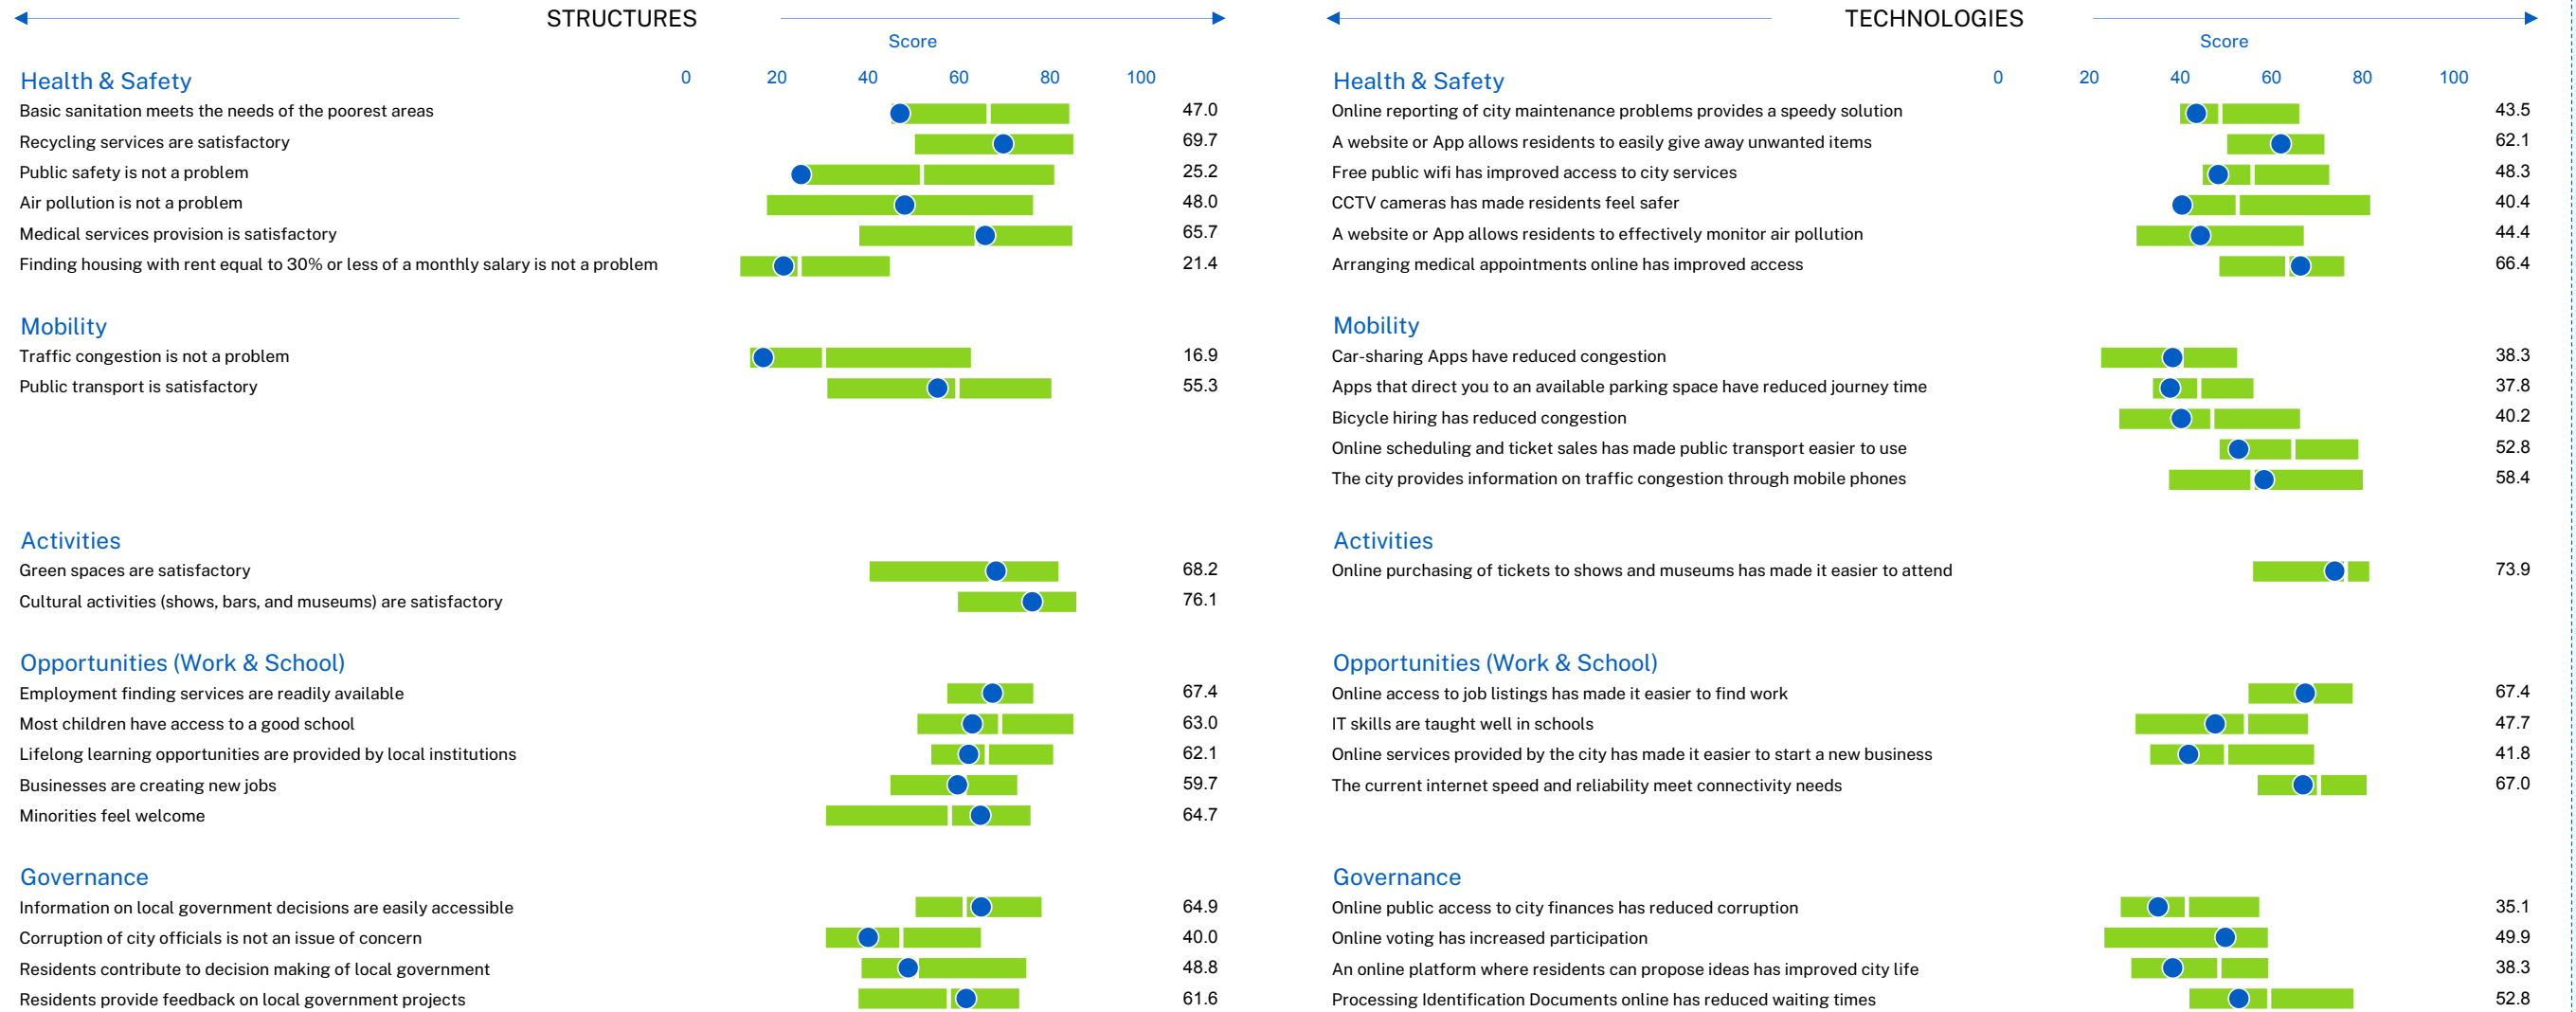 STRUCTURES
Score
Health & Safety 0 20 40 60 80 100
Basic sanitation meets the needs of the poorest areas 47.0
Recycling services are satisfactory 69.7
Public safety is not a problem 25.2
Air pollution is not a problem 48.0
Medical services provision is satisfactory 65.7
Finding housing with rent equal to 30% or less of a monthly salary is not a problem 21.4
Mobility
Traffic congestion is not a problem 16.9
Public transport is satisfactory 55.3
Activities
Green spaces are satisfactory 68.2
Cultural activities (shows, bars, and museums) are satisfactory 76.1
Opportunities (Work & School)
Employment finding services are readily available 67.4
Most children have access to a good school 63.0
Lifelong learning opportunities are provided by local institutions 62.1
Businesses are creating new jobs 59.7
Minorities feel welcome 64.7
Governance
Information on local government decisions are easily accessible 64.9
Corruption of city officials is not an issue of concern 40.0
Residents contribute to decision making of local government 48.8
Residents provide feedback on local government projects 61.6
TECHNOLOGIES
Score
Health & Safety 0 20 40 60 80 100
Online reporting of city maintenance problems provides a speedy solution 43.5
A website or App allows residents to easily give away unwanted items 62.1
Free public wifi has improved access to city services 48.3
CCTV cameras has made residents feel safer 40.4
A website or App allows residents to effectively monitor air pollution 44.4
Arranging medical appointments online has improved access 66.4
Mobility
Car-sharing Apps have reduced congestion 38.3
Apps that direct you to an available parking space have reduced journey time 37.8
Bicycle hiring has reduced congestion 40.2
Online scheduling and ticket sales has made public transport easier to use 52.8
The city provides information on traffic congestion through mobile phones 58.4
Activities
Online purchasing of tickets to shows and museums has made it easier to attend 73.9
Opportunities (Work & School)
Online access to job listings has made it easier to find work 67.4
IT skills are taught well in schools 47.7
Online services provided by the city has made it easier to start a new business 41.8
The current internet speed and reliability meet connectivity needs 67.0
Governance
Online public access to city finances has reduced corruption 35.1
Online voting has increased participation 49.9
An online platform where residents can propose ideas has improved city life 38.3
Processing Identification Documents online has reduced waiting times 52.8